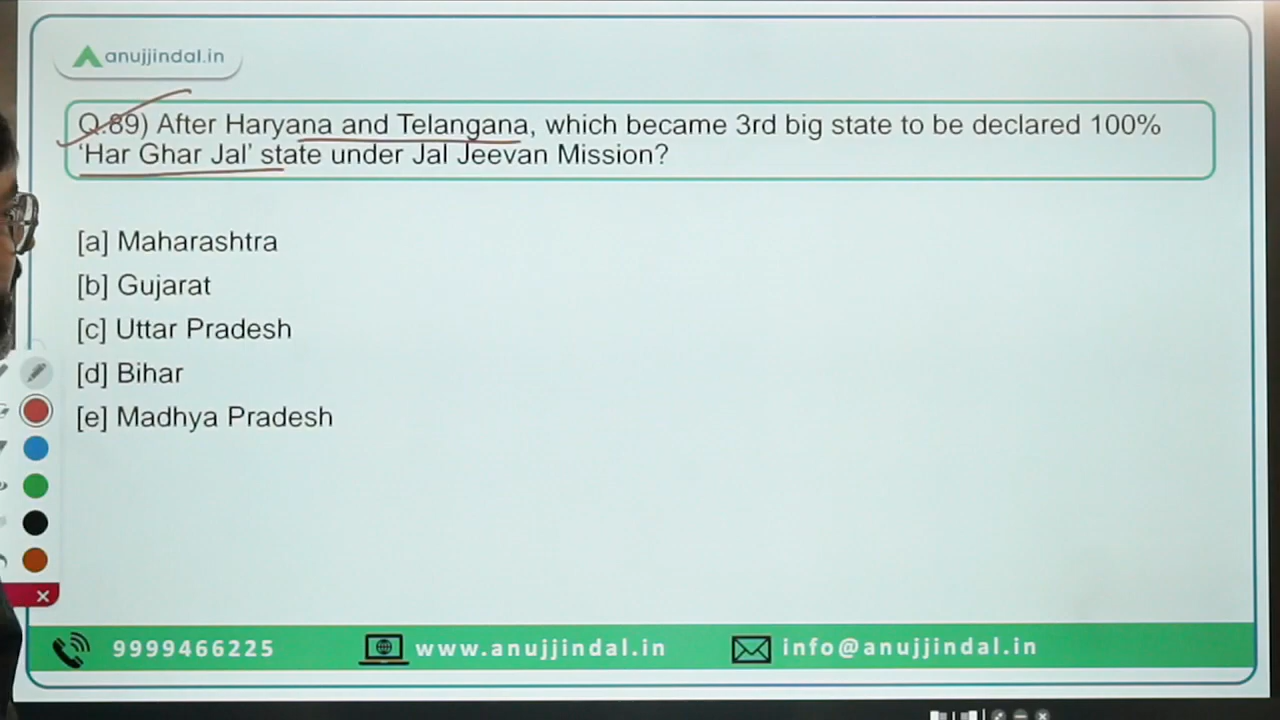 anujjindal.in
Q.89) After Haryana and Telangana, which became 3rd big state to be declared 100%
'Har Ghar Jal' state under Jal Jeevan Mission?
[a] Maharashtra
[b] Gujarat
[c] Uttar Pradesh
[d] Bihar
[e] Madhya Pradesh
9999466225 www.anujjindal.in info@anujjindal.in